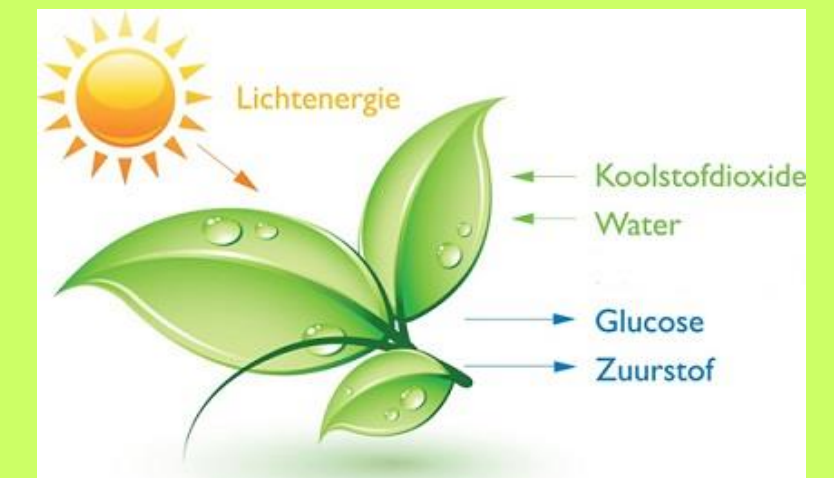 Lichtenergie
Koolstofdioxide
Water
Glucose
Zuurstof